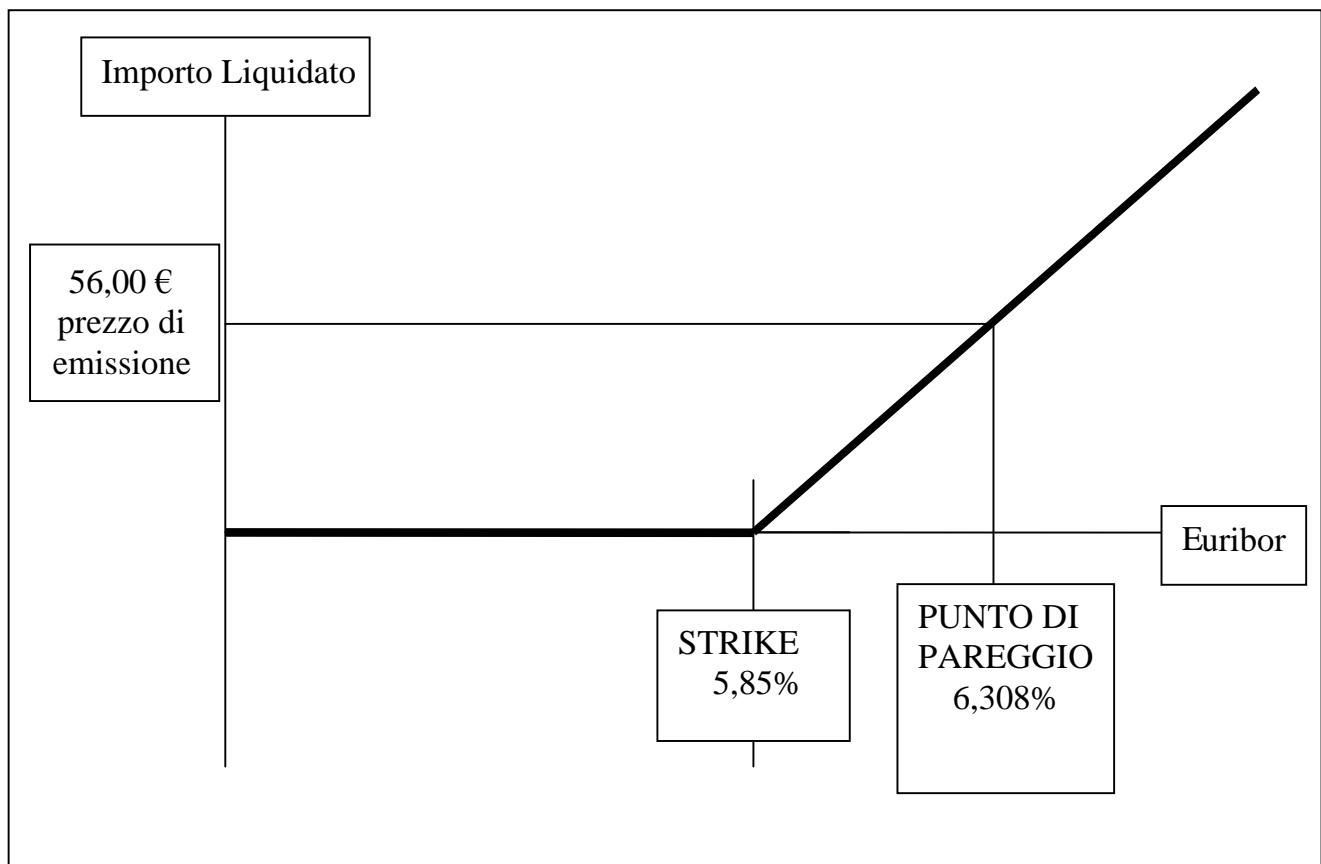 Importo Liquidato
56,00 €
prezzo di
emissione
Euribor
STRIKE
5,85%
PUNTO DI
PAREGGIO
6,308%